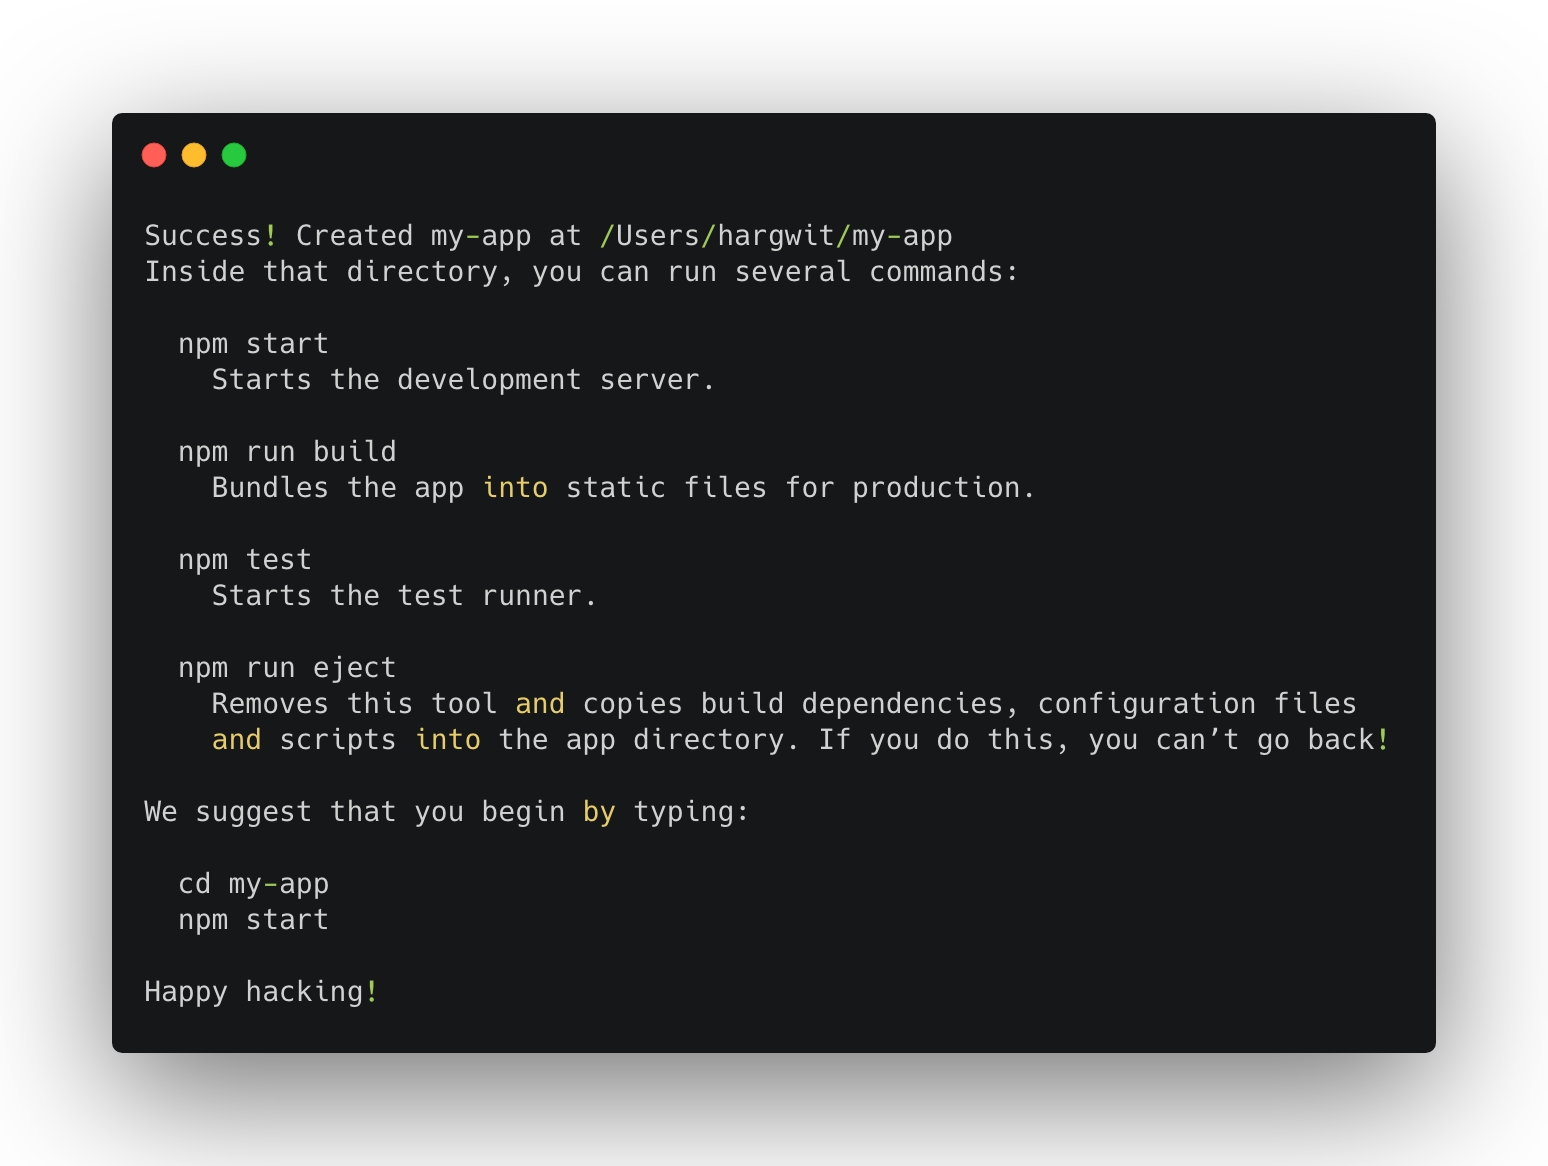 Success! Created my-app at /Users/hargwit/my-app
Inside that directory, you can run several commands:
npm start
Starts the development server.
npm run build
Bundles the app into static files for production.
npm test
Starts the test runner.
npm run eject
Removes this tool and copies build dependencies, configuration files
and scripts into the app directory. If you do this, you can’t go back!
We suggest that you begin by typing:
cd my-app
npm start
Happy hacking!